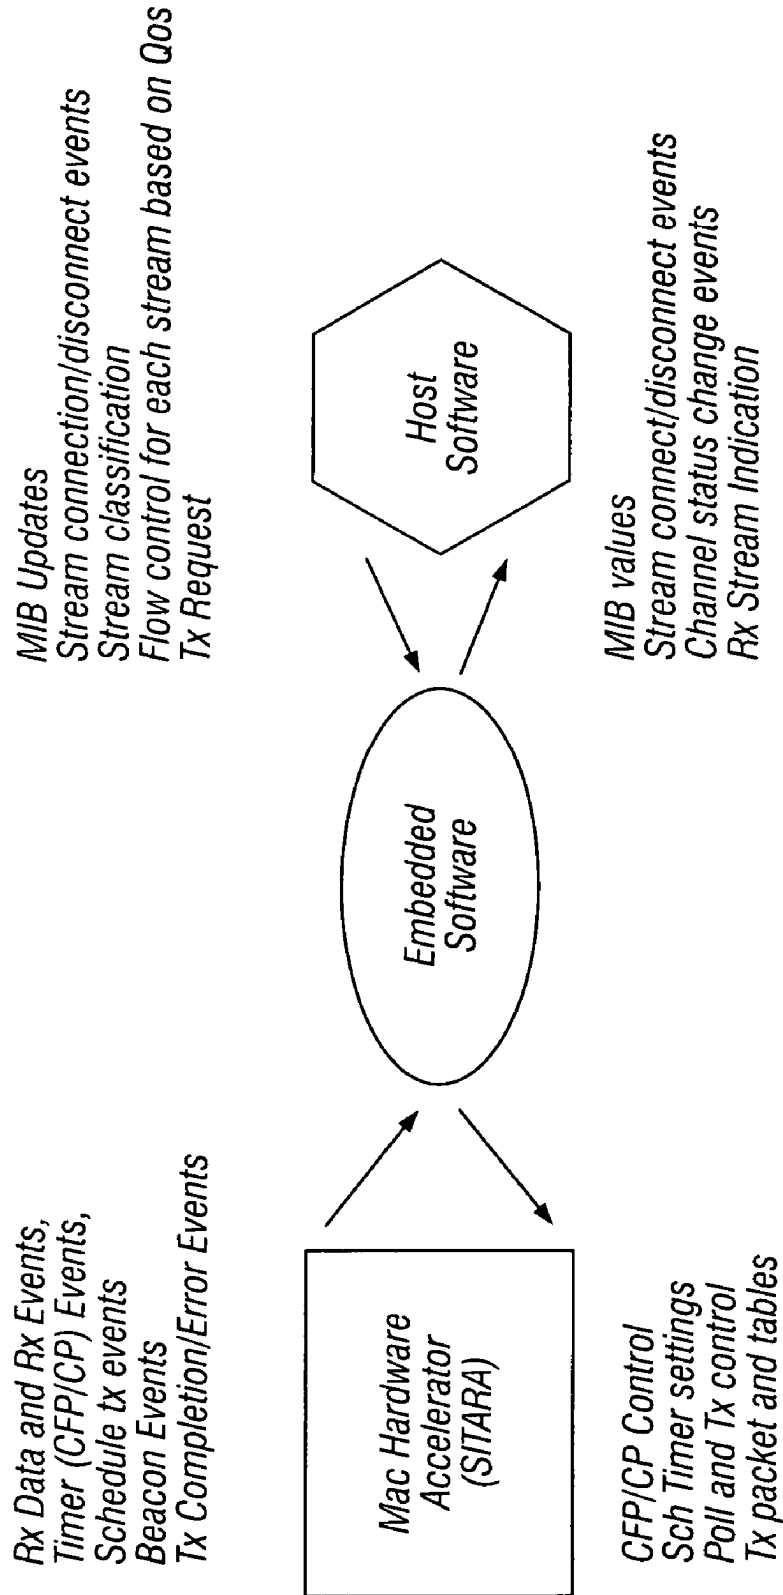 Rx Data and Rx Events,
Timer (CFP/CP) Events,
Schedule tx events
Beacon Events
Tx Completion/Error Events
MIB Updates
Stream connection/disconnect events
Stream classification
Flow control for each stream based on Qos
Tx Request
Mac Hardware
Accelerator
(SITARA)
Embedded
Software
Host
Software
CFP/CP Control
Sch Timer settings
Poll and Tx control
Tx packet and tables
MIB values
Stream connect/disconnect events
Channel status change events
Rx Stream Indication